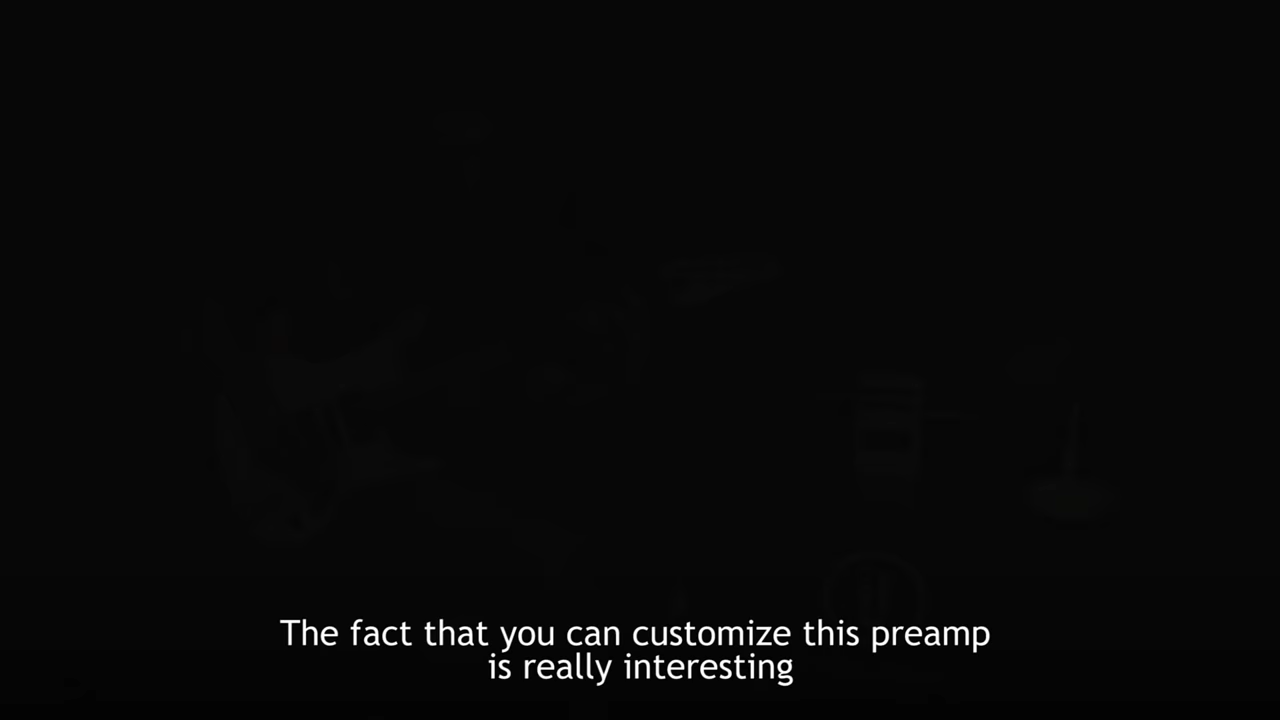 The fact that you can customize this preamp
is really interesting